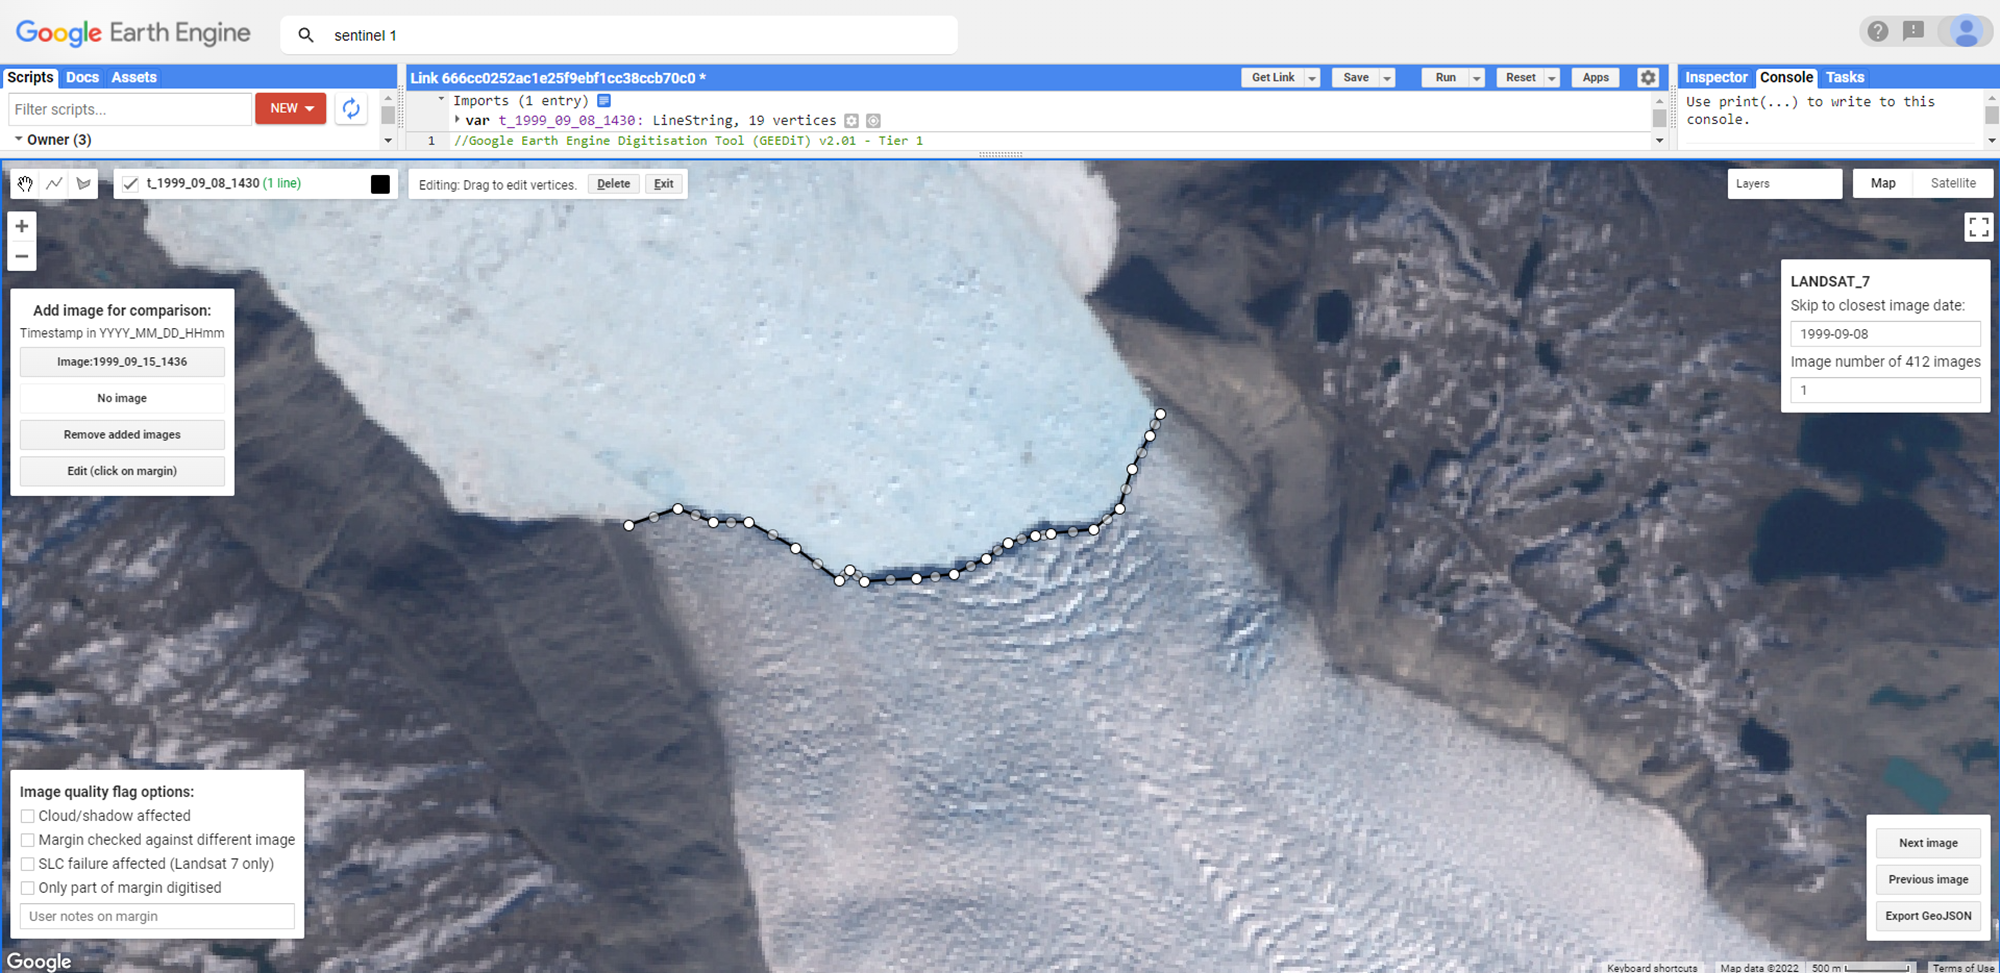 Google Earth Engine
sentinel 1
Scripts Docs Assets
Link 666cc0252ac1e25f9ebf1cc38ccb70c0 *
Get Link Save Run Reset Apps
Inspector Console Tasks
Filter scripts...
NEW
Owner (3)
Imports (1 entry)
var t_1999_09_08_1430: LineString, 19 vertices
1 //Google Earth Engine Digitisation Tool (GEEDiT) v2.01 - Tier 1
Use print(...) to write to this
console.
t_1999_09_08_1430 (1 line)
Editing: Drag to edit vertices. Delete Exit
Layers
Map Satellite
+
−
Add image for comparison:
Timestamp in YYYY_MM_DD_HHmm
Image:1999_09_15_1436
No image
Remove added images
Edit (click on margin)
LANDSAT_7
Skip to closest image date:
1999-09-08
Image number of 412 images
1
Image quality flag options:
Cloud/shadow affected
Margin checked against different image
SLC failure affected (Landsat 7 only)
Only part of margin digitised
User notes on margin
Next image
Previous image
Export GeoJSON
Google
Keyboard shortcuts Map data ©2022 500 m Terms of Use